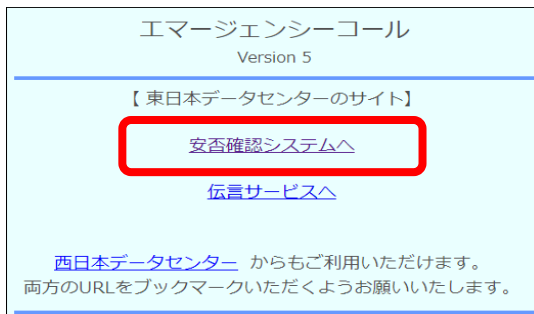 エマージェンシーコール
Version 5
【 東日本データセンターのサイト】
安否確認システムへ
伝言サービスへ
西日本データセンター からもご利用いただけます。
両方のURLをブックマークいただくようお願いいたします。